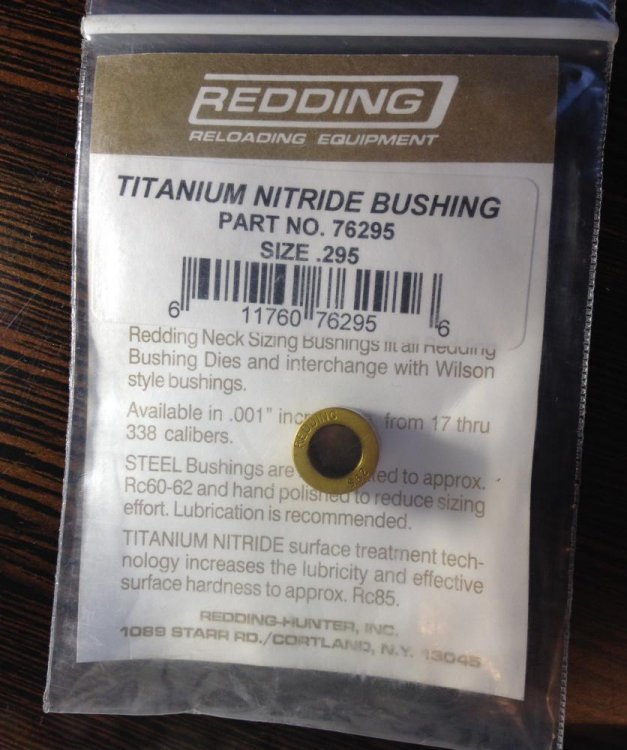 REDDING
RELOADING EQUIPMENT
TITANIUM NITRIDE BUSHING
PART NO. 76295
SIZE .295
6 11760 76295 6
Redding Neck Sizing Bushings fit all Redding
Bushing Dies and interchange with Wilson
style bushings.
Available in .001" from 17 thru
338 calibers.
REDDING
295
STEEL Bushings are to approx.
Rc60-62 and hand polished to reduce sizing
effort. Lubrication is recommended.
TITANIUM NITRIDE surface treatment tech-
nology increases the lubricity and effective
surface hardness to approx. Rc85.
REDDING-HUNTER, INC.
1089 STARR RD./CORTLAND, N.Y. 13045